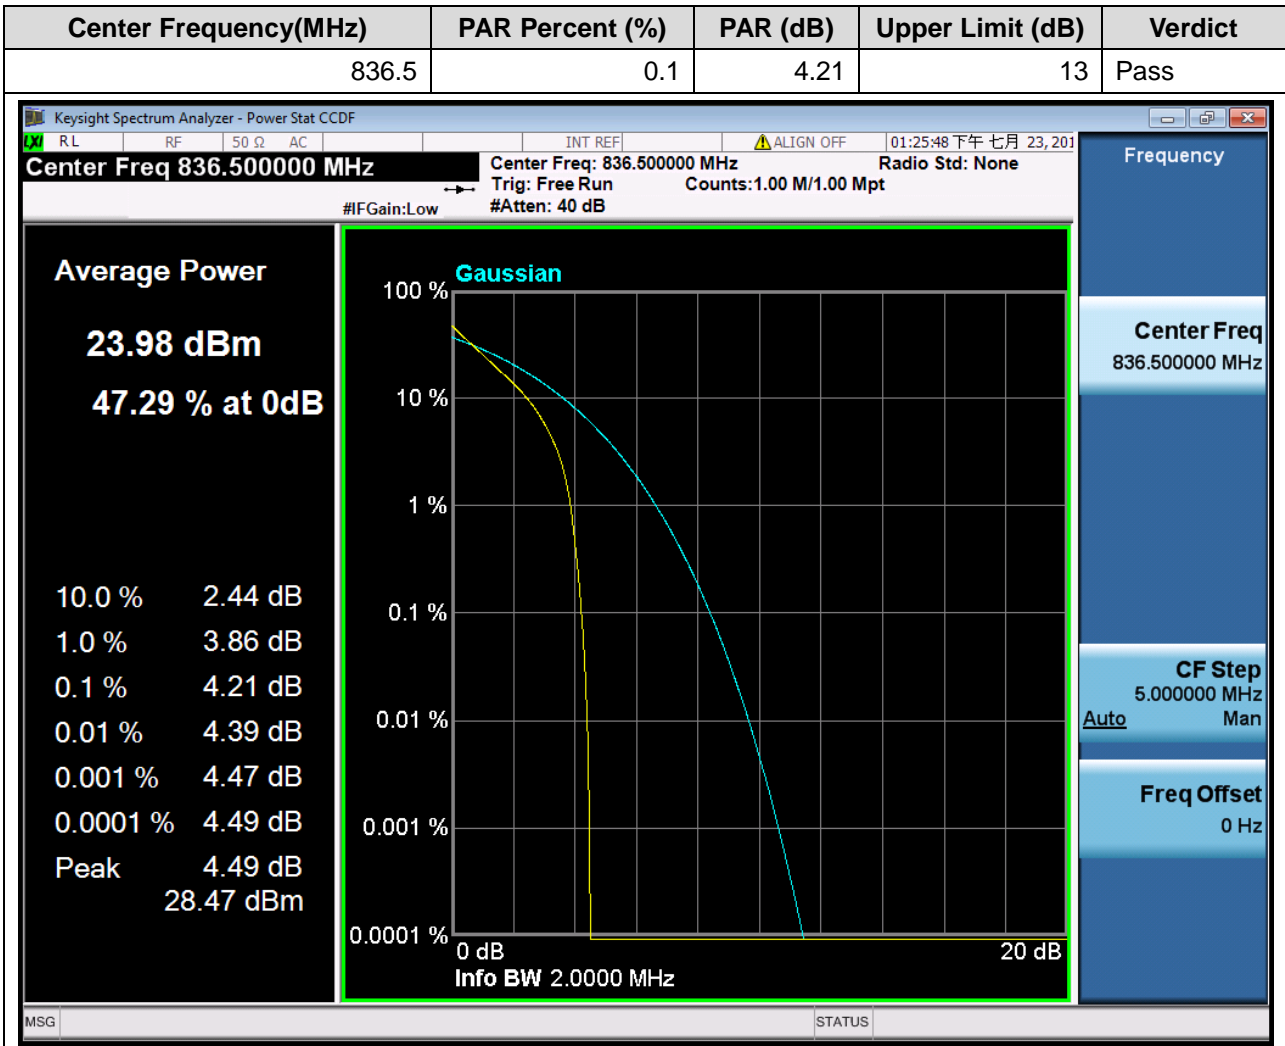 Center Frequency(MHz) PAR Percent (%) PAR (dB) Upper Limit (dB) Verdict
836.5 0.1 4.21 13 Pass
Keysight Spectrum Analyzer - Power Stat CCDF
LXI RL RF 50 Ω AC INT REF ALIGN OFF 01:25:48 下午 七月 23, 201
Center Freq 836.500000 MHz
Center Freq: 836.500000 MHz Radio Std: None
Trig: Free Run Counts:1.00 M/1.00 Mpt
#IFGain:Low #Atten: 40 dB
Frequency
Average Power
23.98 dBm
47.29 % at 0dB
10.0 % 2.44 dB
1.0 % 3.86 dB
0.1 % 4.21 dB
0.01 % 4.39 dB
0.001 % 4.47 dB
0.0001 % 4.49 dB
Peak 4.49 dB
28.47 dBm
Gaussian
100 %
10 %
1 %
0.1 %
0.01 %
0.001 %
0.0001 %
0 dB 20 dB
Info BW 2.0000 MHz
Center Freq
836.500000 MHz
CF Step
5.000000 MHz
Auto Man
Freq Offset
0 Hz
MSG STATUS